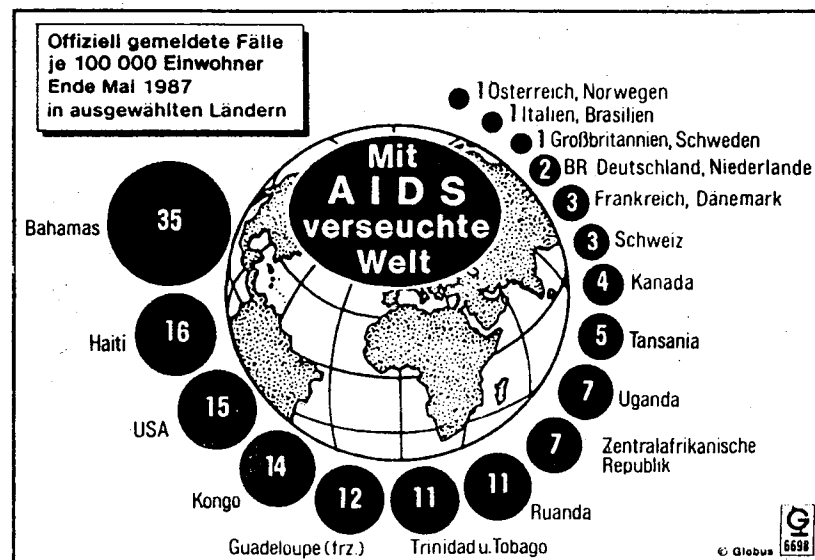 Offiziell gemeldete Fälle
je 100 000 Einwohner
Ende Mai 1987
in ausgewählten Ländern
Mit
AIDS
verseuchte
Welt
1 Österreich, Norwegen
1 Italien, Brasilien
1 Großbritannien, Schweden
2 BR Deutschland, Niederlande
3 Frankreich, Dänemark
3 Schweiz
4 Kanada
5 Tansania
7 Uganda
7 Zentralafrikanische
Republik
11 Ruanda
11 Trinidad u. Tobago
12 Guadeloupe (frz.)
14 Kongo
15 USA
16 Haiti
35 Bahamas
© Globus
G
6698